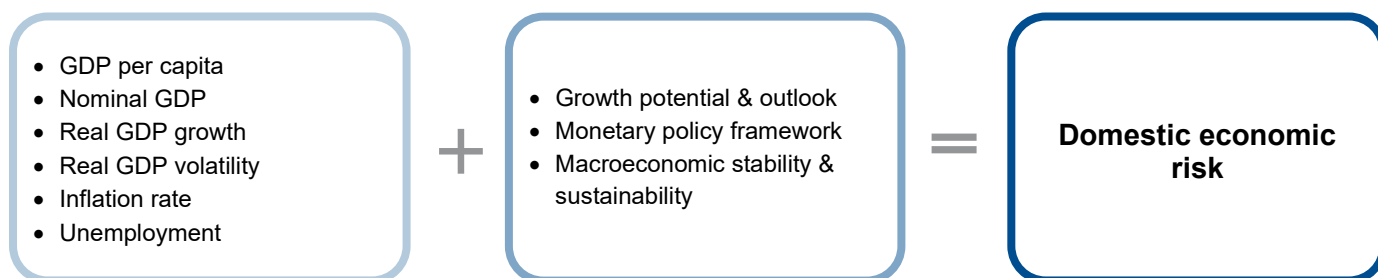 • GDP per capita
• Nominal GDP
• Real GDP growth
• Real GDP volatility
• Inflation rate
• Unemployment
+
• Growth potential & outlook
• Monetary policy framework
• Macroeconomic stability &
sustainability
=
Domestic economic
risk